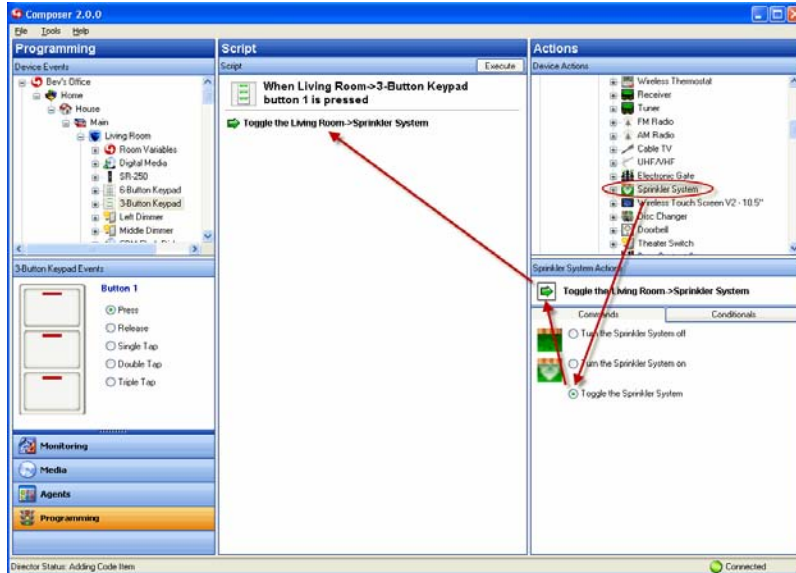 Composer 2.0.0
File Tools Help
Programming
Device Events
Bev's Office
Home
House
Main
Living Room
Room Variables
Digital Media
SR-250
6-Button Keypad
3-Button Keypad
Left Dimmer
Middle Dimmer
3-Button Keypad Events
Button 1
Press
Release
Single Tap
Double Tap
Triple Tap
Monitoring
Media
Agents
Programming
Script
Script
Execute
When Living Room->3-Button Keypad
button 1 is pressed
Toggle the Living Room->Sprinkler System
Actions
Device Actions
Wireless Thermostat
Receiver
Tuner
FM Radio
AM Radio
Cable TV
UHF/VHF
Electronic Gate
Sprinkler System
Wireless Touch Screen V2 - 10.5"
Disc Changer
Doorbell
Theater Switch
Sprinkler System Actions
Toggle the Living Room->Sprinkler System
Commands
Conditionals
Turn the Sprinkler System off
Turn the Sprinkler System on
Toggle the Sprinkler System
Director Status: Adding Code Item
Connected